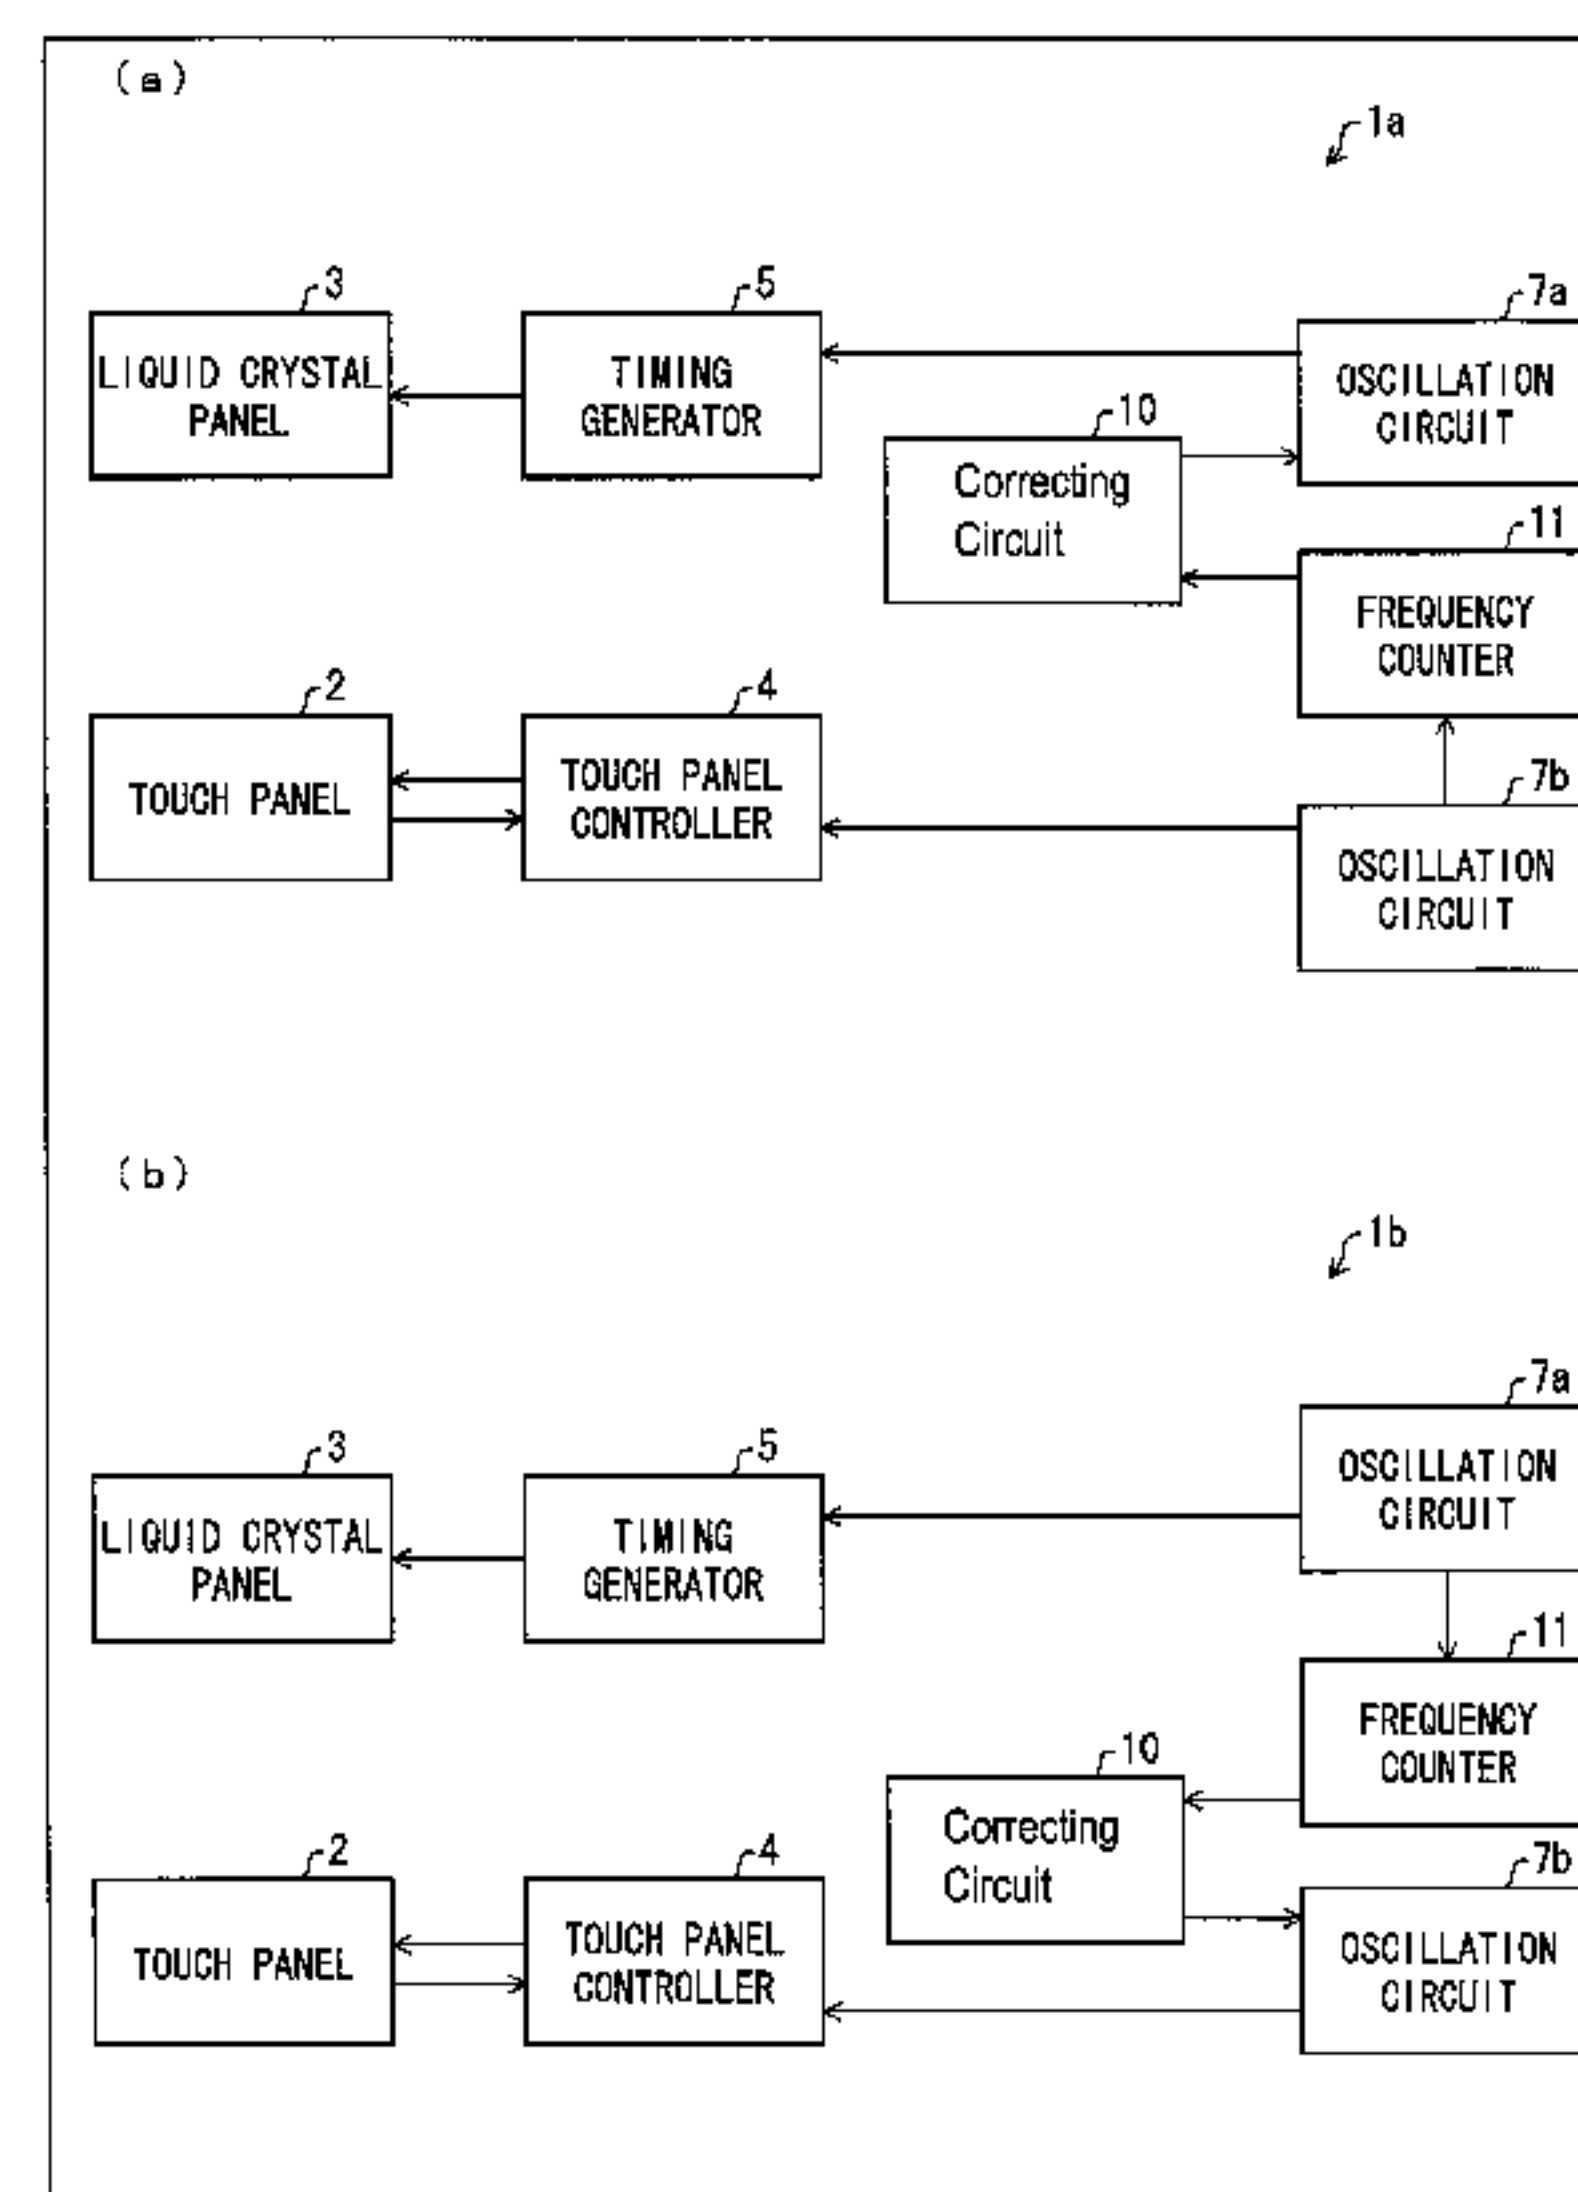 (a)
1a
3
5
7a
LIQUID CRYSTAL
PANEL
TIMING
GENERATOR
OSCILLATION
CIRCUIT
10
Correcting
Circuit
11
FREQUENCY
COUNTER
2
4
7b
TOUCH PANEL
TOUCH PANEL
CONTROLLER
OSCILLATION
CIRCUIT
(b)
1b
7a
3
5
OSCILLATION
CIRCUIT
LIQUID CRYSTAL
PANEL
TIMING
GENERATOR
11
FREQUENCY
COUNTER
10
Correcting
Circuit
2
4
7b
TOUCH PANEL
TOUCH PANEL
CONTROLLER
OSCILLATION
CIRCUIT